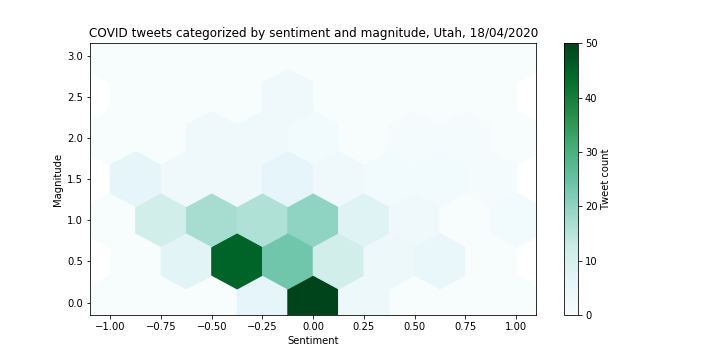 COVID tweets categorized by sentiment and magnitude, Utah, 18/04/2020
3.0
2.5
2.0
1.5
1.0
0.5
0.0
Magnitude
−1.00 −0.75 −0.50 −0.25 0.00 0.25 0.50 0.75 1.00
Sentiment
50
40
30
20
10
0
Tweet count